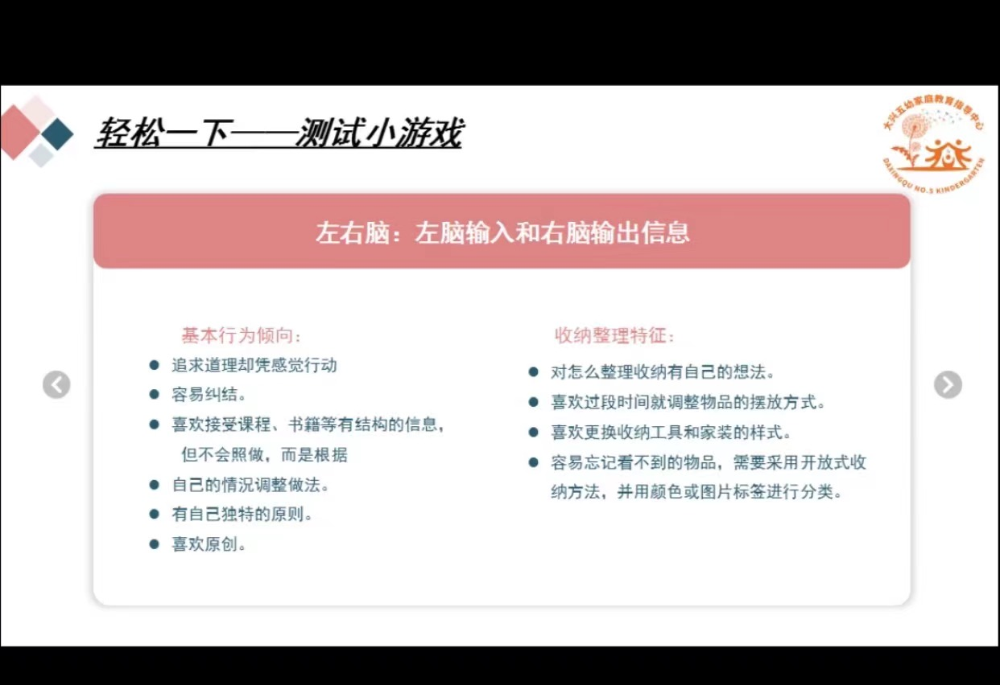 轻松一下——测试小游戏
大兴五幼家庭教育指导中心
DAXINGQU NO.5 KINDERGARTEN
左右脑：左脑输入和右脑输出信息
基本行为倾向：
● 追求道理却凭感觉行动
● 容易纠结。
● 喜欢接受课程、书籍等有结构的信息，
但不会照做，而是根据
● 自己的情况调整做法。
● 有自己独特的原则。
● 喜欢原创。
收纳整理特征：
● 对怎么整理收纳有自己的想法。
● 喜欢过段时间就调整物品的摆放方式。
● 喜欢更换收纳工具和家装的样式。
● 容易忘记看不到的物品，需要采用开放式收
纳方法，并用颜色或图片标签进行分类。